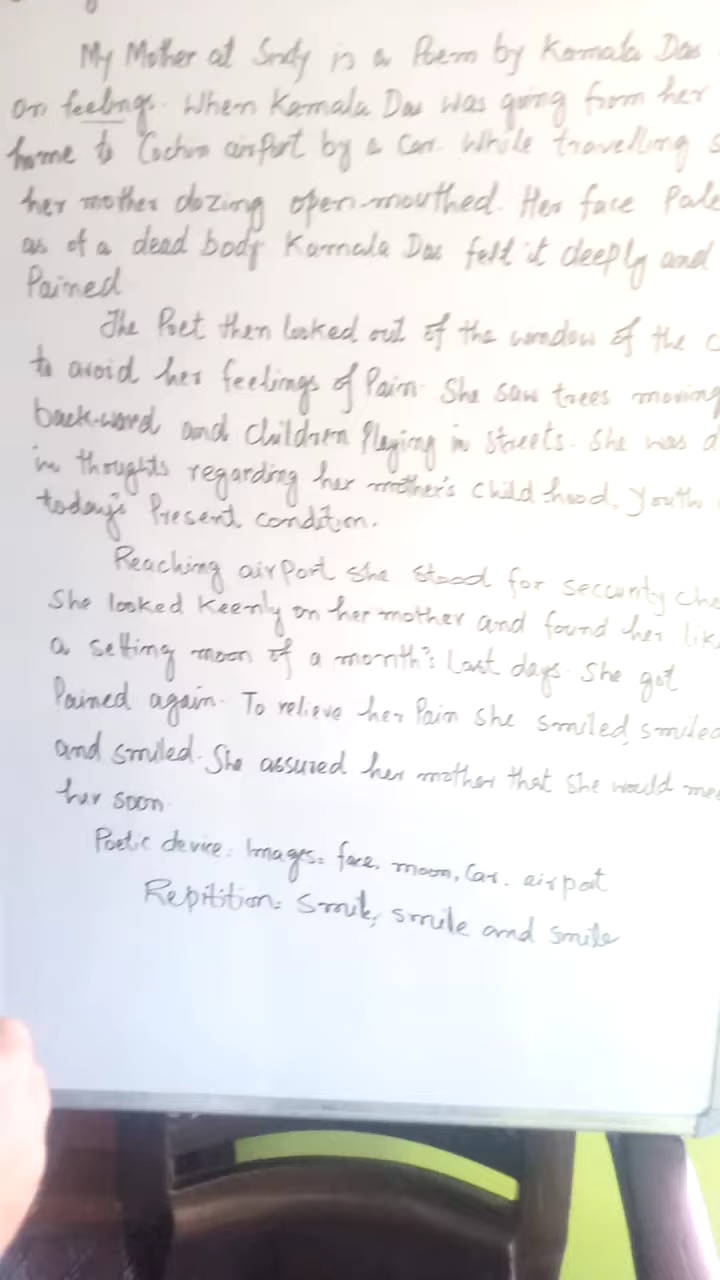 My Mother at Sixty is a Poem by Kamala Das
on feelings. When Kamala Das was going from her
home to Cochin airport by a car. While travelling s
her mother dozing open-mouthed. Her face Pale
as of a dead body Kamala Das felt it deeply and
Pained
The Poet then looked out of the window of the c
to avoid her feelings of Pain. She saw trees moving
back-word and children Playing in streets. She was d
in thoughts regarding her mother's child hood, youth
today's Present condition.
Reaching airport she stood for security che
She looked keenly on her mother and found her lik
a setting moon of a month's last days. She got
Pained again. To relieve her Pain she smiled, smiled
and smiled. She assured her mother that she would mee
her soon
Poetic device: Images: face, moon, Car, airport
Repitition: Smile, smile and smile